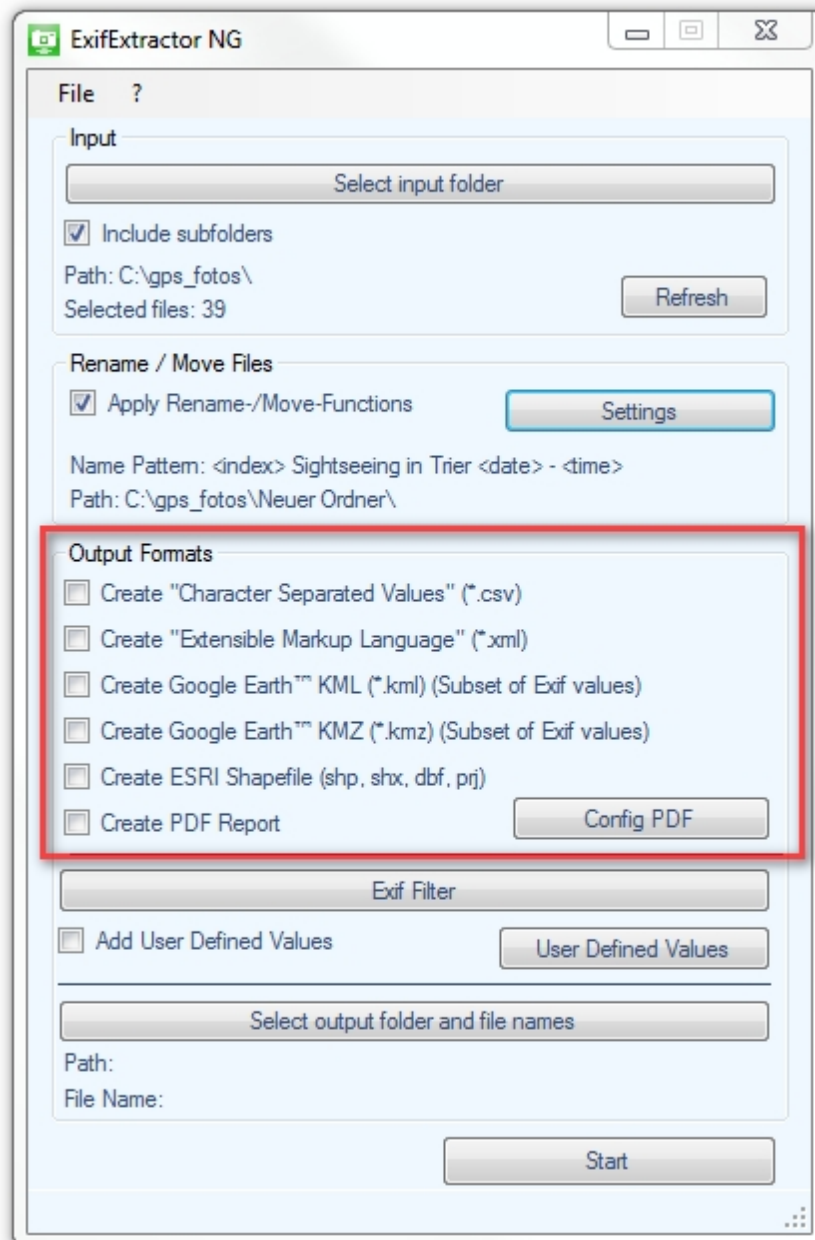 ExifExtractor NG
File ?
Input
Select input folder
Include subfolders
Path: C:\gps_fotos\
Selected files: 39
Refresh
Rename / Move Files
Apply Rename-/Move-Functions
Settings
Name Pattern: <index> Sightseeing in Trier <date> - <time>
Path: C:\gps_fotos\Neuer Ordner\
Output Formats
Create "Character Separated Values" (*.csv)
Create "Extensible Markup Language" (*.xml)
Create Google Earth™ KML (*.kml) (Subset of Exif values)
Create Google Earth™ KMZ (*.kmz) (Subset of Exif values)
Create ESRI Shapefile (shp, shx, dbf, prj)
Create PDF Report
Config PDF
Exif Filter
Add User Defined Values
User Defined Values
Select output folder and file names
Path:
File Name:
Start